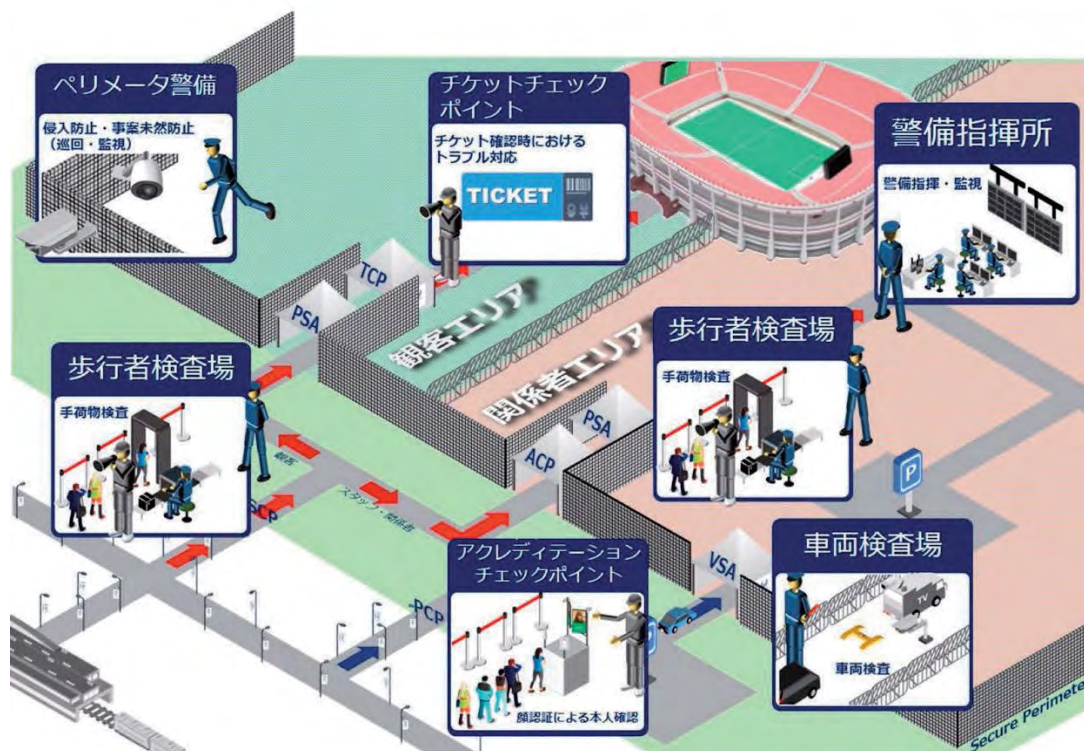 ペリメータ警備
侵入防止・事案未然防止
（巡回・監視）
チケットチェック
ポイント
チケット確認時における
トラブル対応
TICKET
警備指揮所
警備指揮・監視
TCP
PSA
観客エリア
関係者エリア
歩行者検査場
手荷物検査
歩行者検査場
手荷物検査
PSA
ACP
観客
スタッフ・関係者
SCP
P
アクレディテーション
チェックポイント
顔認証による本人確認
PCP
VSA
車両検査場
TV
車両検査
Secure Perimete